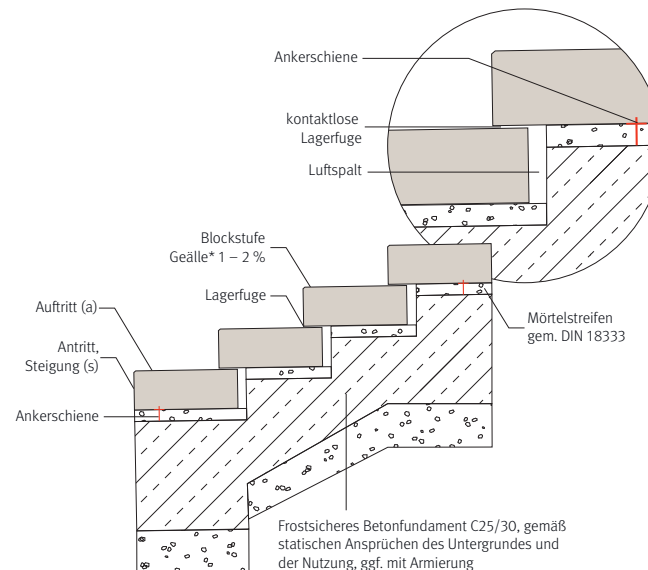 Ankerschiene
kontaktlose
Lagerfuge
Luftspalt
Blockstufe
Geälle* 1 – 2 %
Lagerfuge
Auftritt (a)
Antritt,
Steigung (s)
Ankerschiene
Mörtelstreifen
gem. DIN 18333
Frostsicheres Betonfundament C25/30, gemäß
statischen Ansprüchen des Untergrundes und
der Nutzung, ggf. mit Armierung